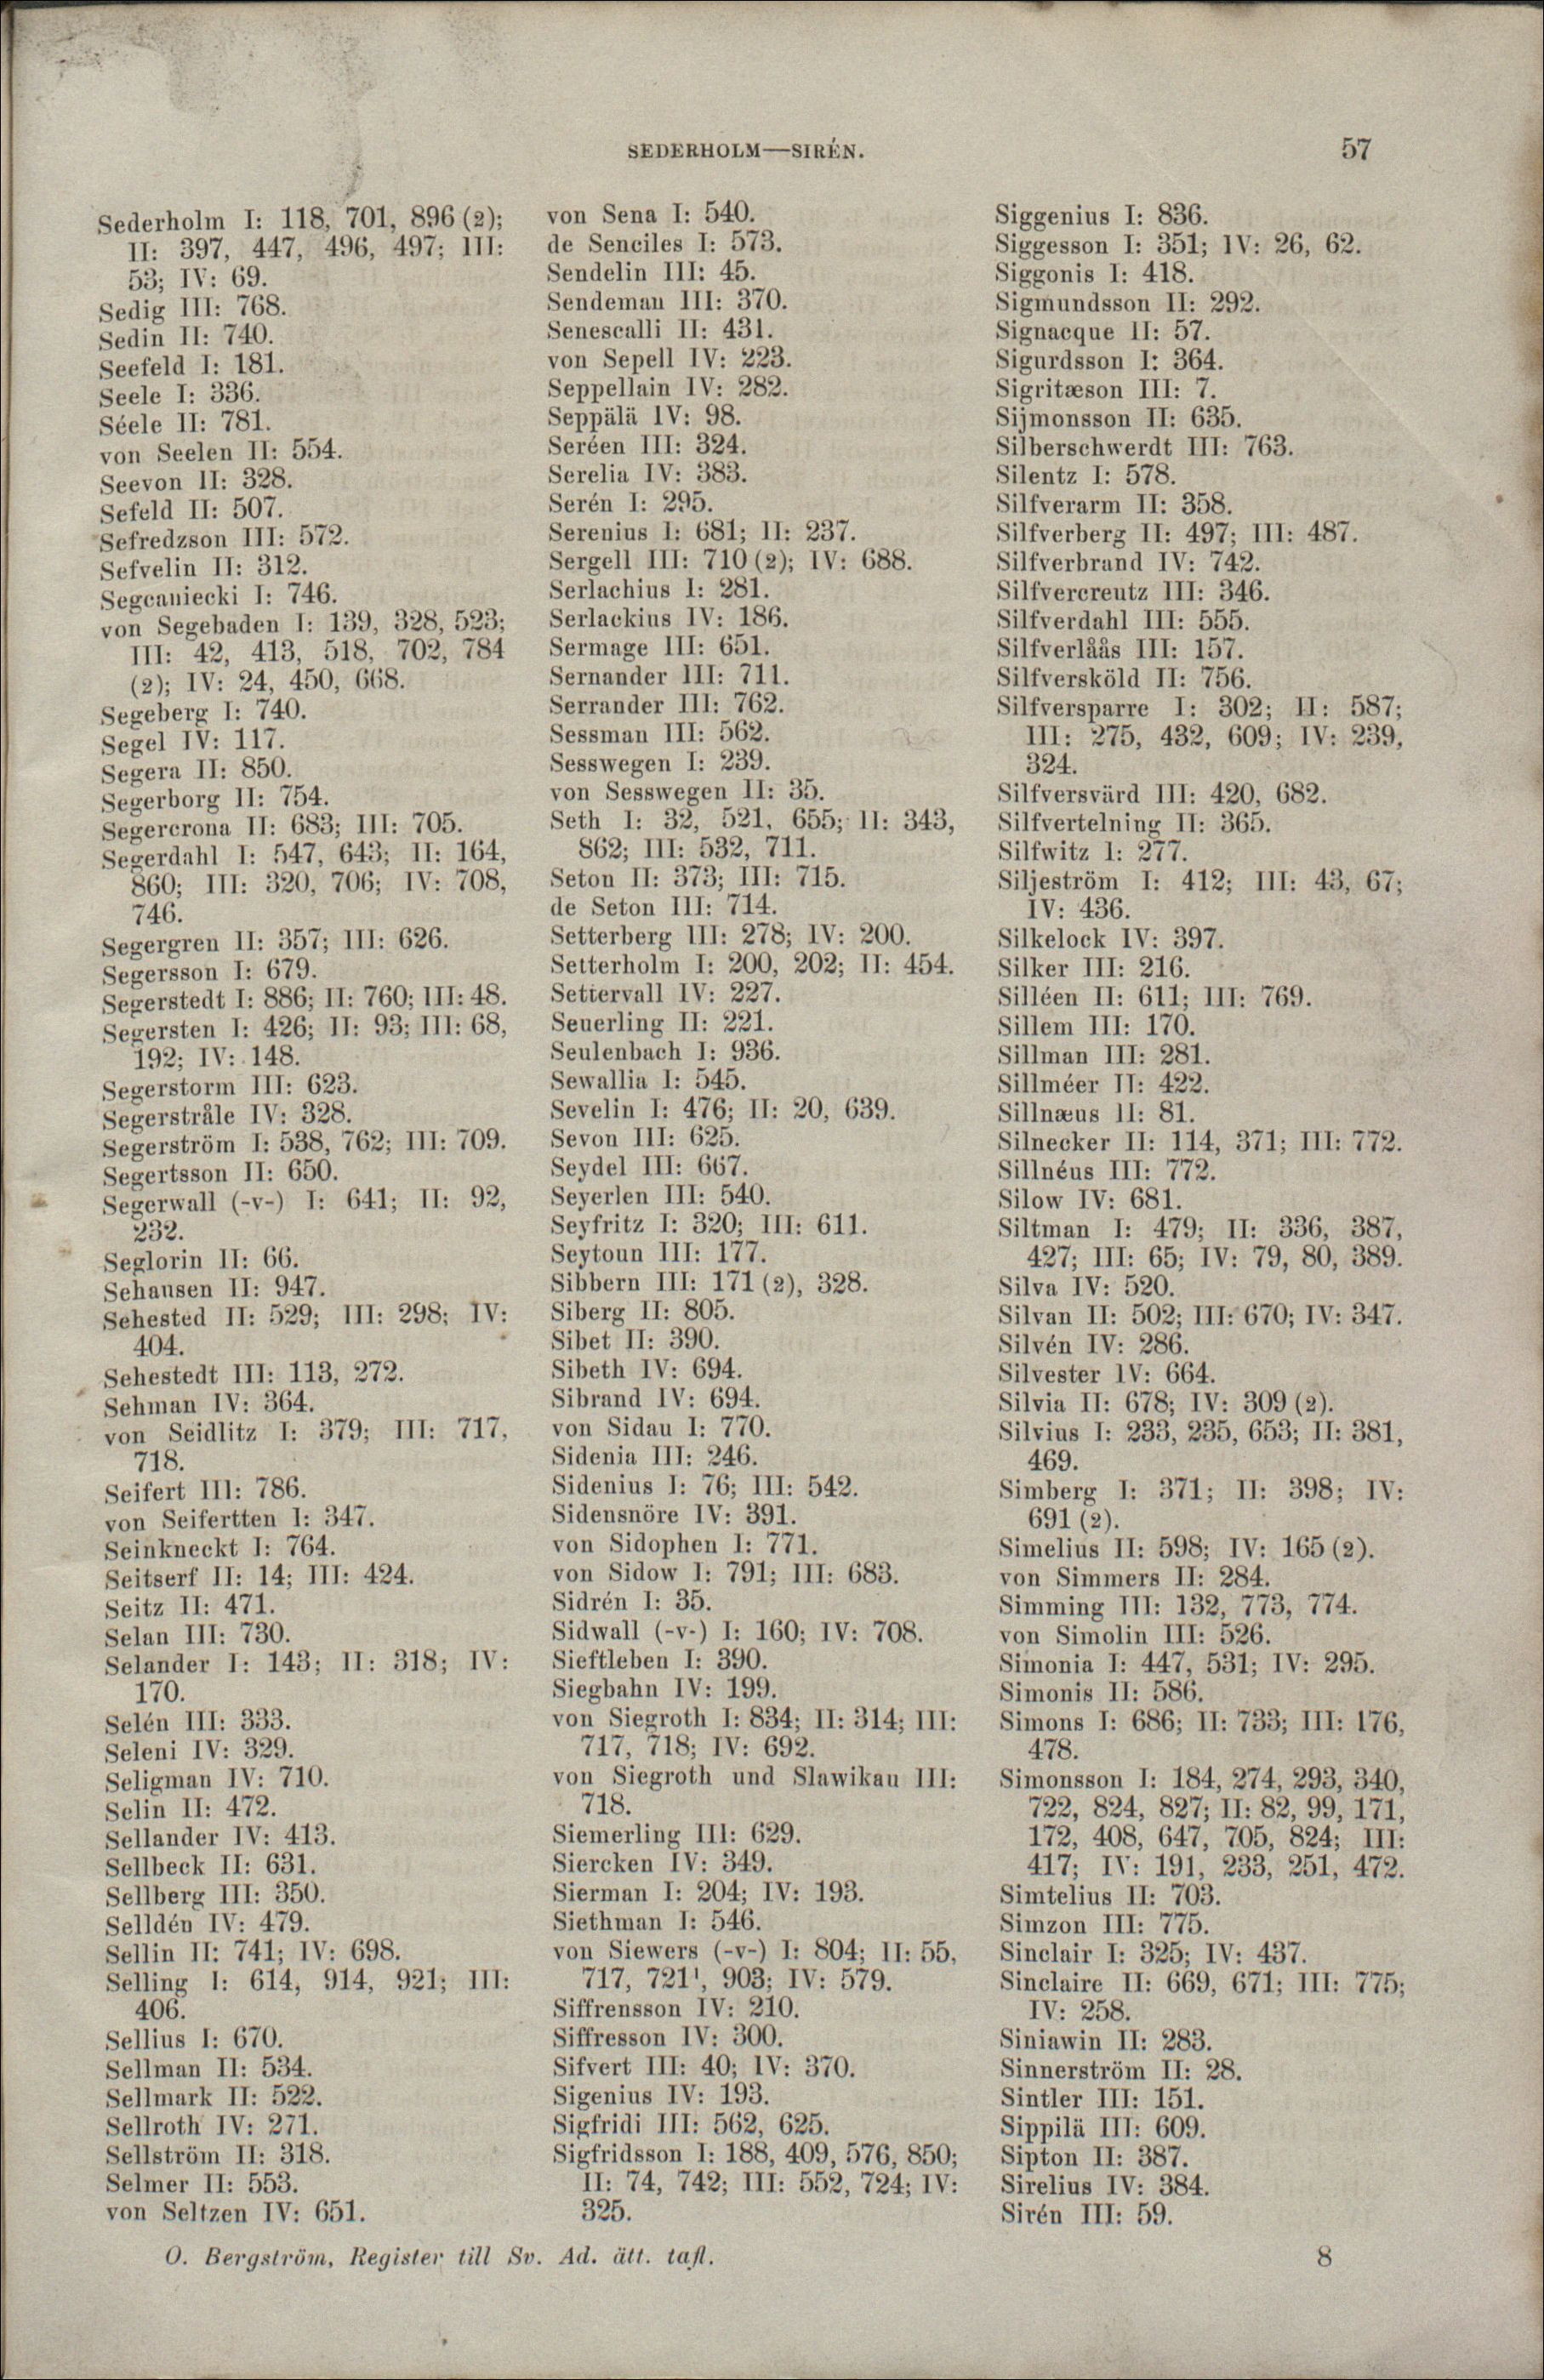 SEDERHOLM—SIRÉN.
57
Sederholm I: 118, 701, 896 (2);
II: 397, 447, 496, 497; III:
53; IV: 69.
Sedig III: 768.
Sedin II: 740.
Seefeld I: 181.
Seele I: 336.
Séele II: 781.
von Seelen II: 554.
Seevon II: 328.
Sefeld II: 507.
Sefredzson III: 572.
Sefvelin II: 312.
Segcaniecki I: 746.
von Segebaden I: 139, 328, 523;
III: 42, 413, 518, 702, 784
(2); IV: 24, 450, 668.
Segeberg I: 740.
Segel IV: 117.
Segera II: 850.
Segerborg II: 754.
Segercrona II: 683; III: 705.
Segerdahl I: 547, 643; II: 164,
860; III: 320, 706; IV: 708,
746.
Segergren II: 357; III: 626.
Segersson I: 679.
Segerstedt I: 886; II: 760; III: 48.
Segersten I: 426; II: 93; III: 68,
192; IV: 148.
Segerstorm III: 623.
Segerstråle IV: 328.
Segerström I: 538, 762; III: 709.
Segertsson II: 650.
Segerwall (-v-) I: 641; II: 92,
232.
Seglorin II: 66.
Sehausen II: 947.
Sehested II: 529; III: 298; IV:
404.
Sehestedt III: 113, 272.
Sehman IV: 364.
von Seidlitz I: 379; III: 717,
718.
Seifert III: 786.
von Seifertten I: 347.
Seinkneckt I: 764.
Seitserf II: 14; III: 424.
Seitz II: 471.
Selan III: 730.
Selander I: 143; II: 318; IV:
170.
Selén III: 333.
Seleni IV: 329.
Seligman IV: 710.
Selin II: 472.
Sellander IV: 413.
Sellbeck II: 631.
Sellberg III: 350.
Selldén IV: 479.
Sellin II: 741; IV: 698.
Selling I: 614, 914, 921; III:
406.
Sellius I: 670.
Sellman II: 534.
Sellmark II: 522.
Sellroth IV: 271.
Sellström II: 318.
Selmer II: 553.
von Seltzen IV: 651.
von Sena I: 540.
de Senciles I: 573.
Sendelin III: 45.
Sendeman III: 370.
Senescalli II: 431.
von Sepell IV: 223.
Seppellain IV: 282.
Seppälä IV: 98.
Seréen III: 324.
Serelia IV: 383.
Serén I: 295.
Serenius I: 681; II: 237.
Sergell III: 710 (2); IV: 688.
Serlachius I: 281.
Serlackius IV: 186.
Sermage III: 651.
Sernander III: 711.
Serrander III: 762.
Sessman III: 562.
Sesswegen I: 239.
von Sesswegen II: 35.
Seth I: 32, 521, 655; II: 343,
862; III: 532, 711.
Seton II: 373; III: 715.
de Seton III: 714.
Setterberg III: 278; IV: 200.
Setterholm I: 200, 202; II: 454.
Settervall IV: 227.
Seuerling II: 221.
Seulenbach I: 936.
Sewallia I: 545.
Sevelin I: 476; II: 20, 639.
Sevon III: 625.
Seydel III: 667.
Seyerlen III: 540.
Seyfritz I: 320; III: 611.
Seytoun III: 177.
Sibbern III: 171 (2), 328.
Siberg II: 805.
Sibet II: 390.
Sibeth IV: 694.
Sibrand IV: 694.
von Sidau I: 770.
Sidenia III: 246.
Sidenius I: 76; III: 542.
Sidensnöre IV: 391.
von Sidophen I: 771.
von Sidow I: 791; III: 683.
Sidrén I: 35.
Sidwall (-v-) I: 160; IV: 708.
Sieftleben I: 390.
Siegbahn IV: 199.
von Siegroth I: 834; II: 314; III:
717, 718; IV: 692.
von Siegroth und Slawikau III:
718.
Siemerling III: 629.
Siercken IV: 349.
Sierman I: 204; IV: 193.
Siethman I: 546.
von Siewers (-v-) I: 804; II: 55,
717, 721¹, 903; IV: 579.
Siffrensson IV: 210.
Siffresson IV: 300.
Sifvert III: 40; IV: 370.
Sigenius IV: 193.
Sigfridi III: 562, 625.
Sigfridsson I: 188, 409, 576, 850;
II: 74, 742; III: 552, 724; IV:
325.
Siggenius I: 836.
Siggesson I: 351; IV: 26, 62.
Siggonis I: 418.
Sigmundsson II: 292.
Signacque II: 57.
Sigurdsson I: 364.
Sigritæson III: 7.
Sijmonsson II: 635.
Silberschwerdt III: 763.
Silentz I: 578.
Silfverarm II: 358.
Silfverberg II: 497; III: 487.
Silfverbrand IV: 742.
Silfvercreutz III: 346.
Silfverdahl III: 555.
Silfverlåås III: 157.
Silfversköld II: 756.
Silfversparre I: 302; II: 587;
III: 275, 432, 609; IV: 239,
324.
Silfversvärd III: 420, 682.
Silfvertelning II: 365.
Silfwitz I: 277.
Siljeström I: 412; III: 43, 67;
IV: 436.
Silkelock IV: 397.
Silker III: 216.
Silléen II: 611; III: 769.
Sillem III: 170.
Sillman III: 281.
Sillméer II: 422.
Sillnæus II: 81.
Silnecker II: 114, 371; III: 772.
Sillnéus III: 772.
Silow IV: 681.
Siltman I: 479; II: 336, 387,
427; III: 65; IV: 79, 80, 389.
Silva IV: 520.
Silvan II: 502; III: 670; IV: 347.
Silvén IV: 286.
Silvester IV: 664.
Silvia II: 678; IV: 309 (2).
Silvius I: 233, 235, 653; II: 381,
469.
Simberg I: 371; II: 398; IV:
691 (2).
Simelius II: 598; IV: 165 (2).
von Simmers II: 284.
Simming III: 132, 773, 774.
von Simolin III: 526.
Simonia I: 447, 531; IV: 295.
Simonis II: 586.
Simons I: 686; II: 733; III: 176,
478.
Simonsson I: 184, 274, 293, 340,
722, 824, 827; II: 82, 99, 171,
172, 408, 647, 705, 824; III:
417; IV: 191, 233, 251, 472.
Simtelius II: 703.
Simzon III: 775.
Sinclair I: 325; IV: 437.
Sinclaire II: 669, 671; III: 775;
IV: 258.
Siniawin II: 283.
Sinnerström II: 28.
Sintler III: 151.
Sippilä III: 609.
Sipton II: 387.
Sirelius IV: 384.
Sirén III: 59.
O. Bergström, Register till Sv. Ad. ätt. tafl.
8